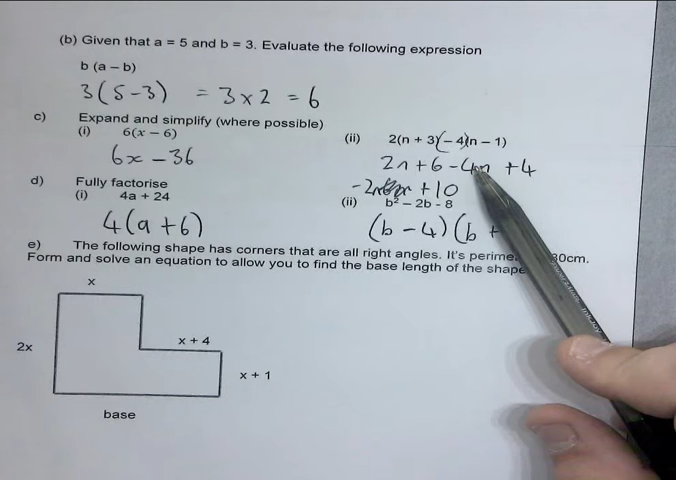 (b) Given that a = 5 and b = 3. Evaluate the following expression
b (a – b)
3(5-3) = 3×2 = 6
c) Expand and simplify (where possible)
(i) 6(x – 6)
(ii) 2(n + 3)(– 4)(n – 1)
6x – 36
2n + 6 – 4n + 4
-2n + 10
d) Fully factorise
(i) 4a + 24
(ii) b² – 2b - 8
4(a + 6)
(b – 4)(b +
e) The following shape has corners that are all right angles. It's 30cm.
Form and solve an equation to allow you to find the base length of the shape
x
2x
x + 4
x + 1
base